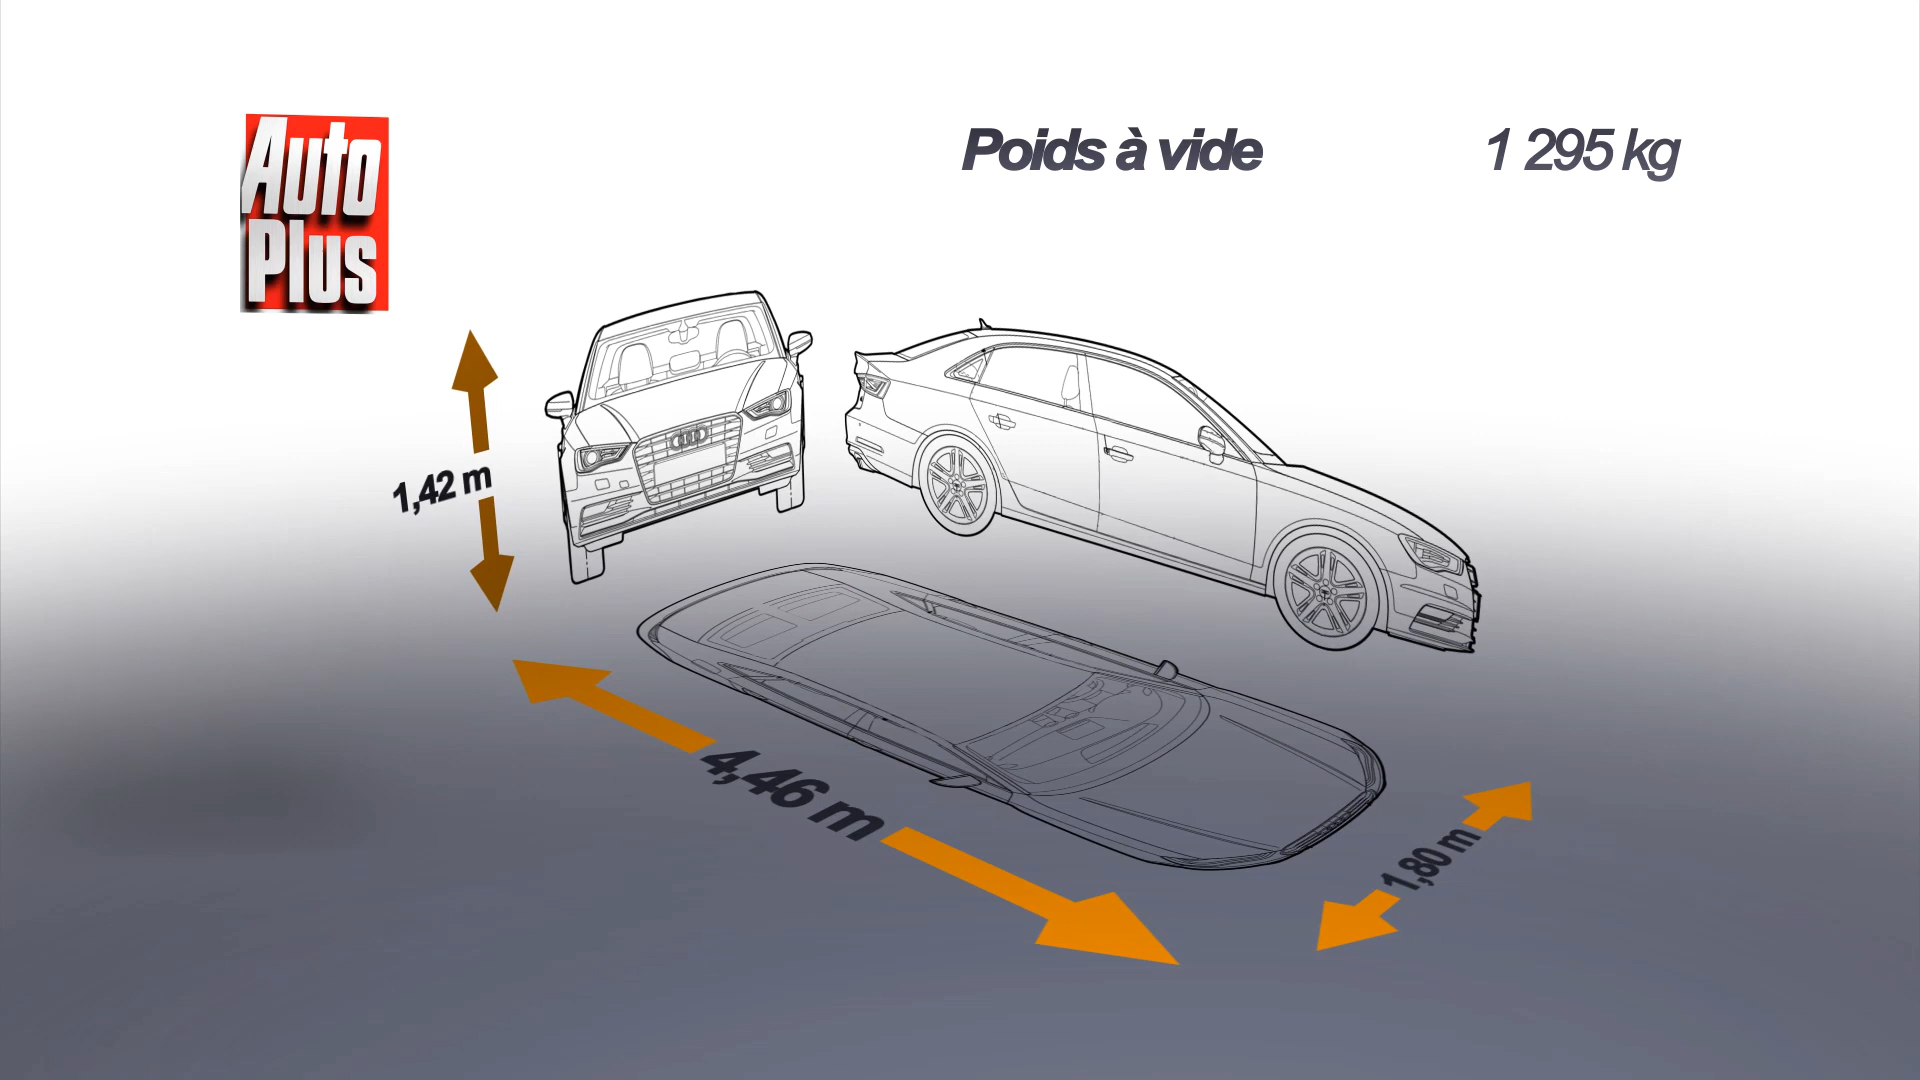 Auto
Plus
Poids à vide 1 295 kg
1,42 m
4,46 m
1,80 m